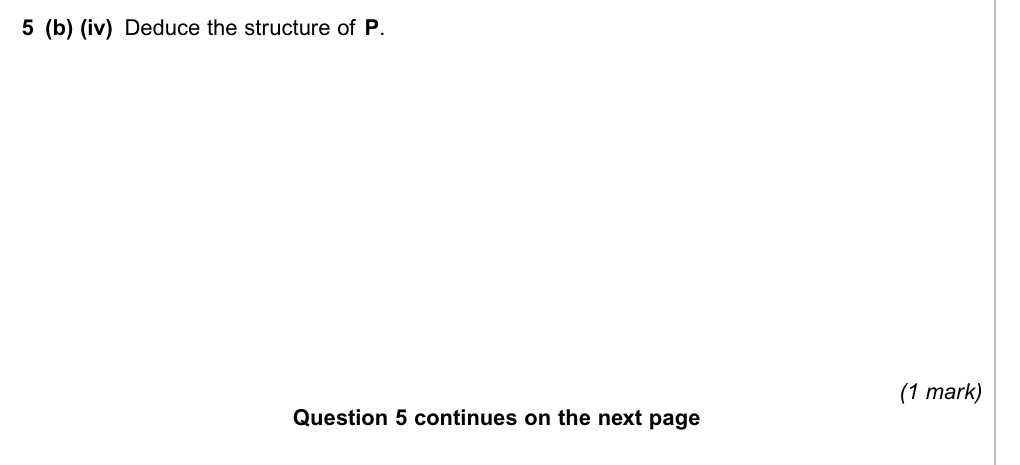 5 (b) (iv) Deduce the structure of P.
(1 mark)
Question 5 continues on the next page